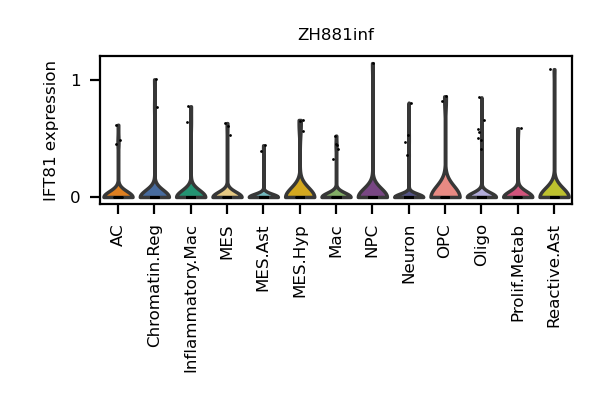 ZH881inf
IFT81 expression
1
0
AC
Chromatin.Reg
Inflammatory.Mac
MES
MES.Ast
MES.Hyp
Mac
NPC
Neuron
OPC
Oligo
Prolif.Metab
Reactive.Ast